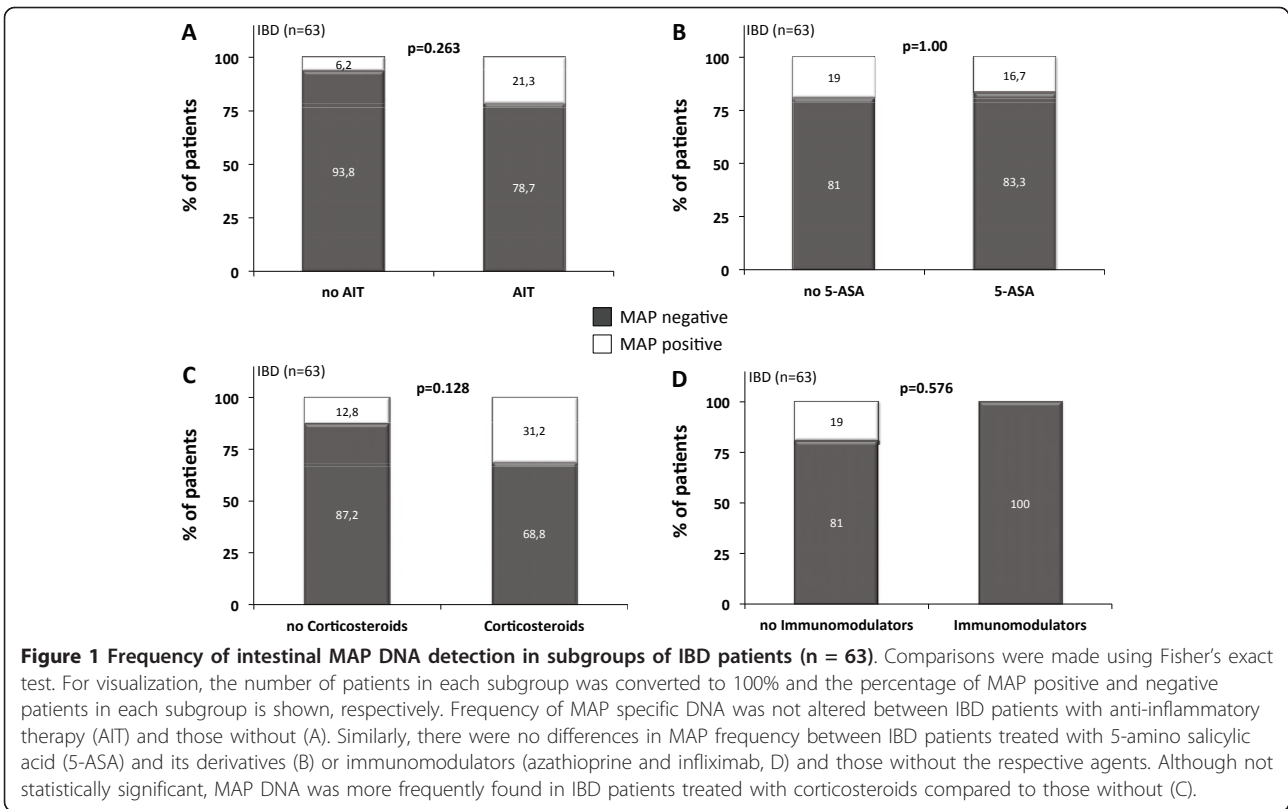 A
IBD (n=63)
p=0.263
% of patients
100
75
50
25
0
6,2
93,8
21,3
78,7
no AIT
AIT
B
IBD (n=63)
p=1.00
% of patients
100
75
50
25
0
19
81
16,7
83,3
no 5-ASA
5-ASA
MAP negative
MAP positive
C
IBD (n=63)
p=0.128
% of patients
100
75
50
25
0
12,8
87,2
31,2
68,8
no Corticosteroids
Corticosteroids
D
IBD (n=63)
p=0.576
% of patients
100
75
50
25
0
19
81
100
no Immunomodulators
Immunomodulators
Figure 1 Frequency of intestinal MAP DNA detection in subgroups of IBD patients (n = 63). Comparisons were made using Fisher's exact
test. For visualization, the number of patients in each subgroup was converted to 100% and the percentage of MAP positive and negative
patients in each subgroup is shown, respectively. Frequency of MAP specific DNA was not altered between IBD patients with anti-inflammatory
therapy (AIT) and those without (A). Similarly, there were no differences in MAP frequency between IBD patients treated with 5-amino salicylic
acid (5-ASA) and its derivatives (B) or immunomodulators (azathioprine and infliximab, D) and those without the respective agents. Although not
statistically significant, MAP DNA was more frequently found in IBD patients treated with corticosteroids compared to those without (C).